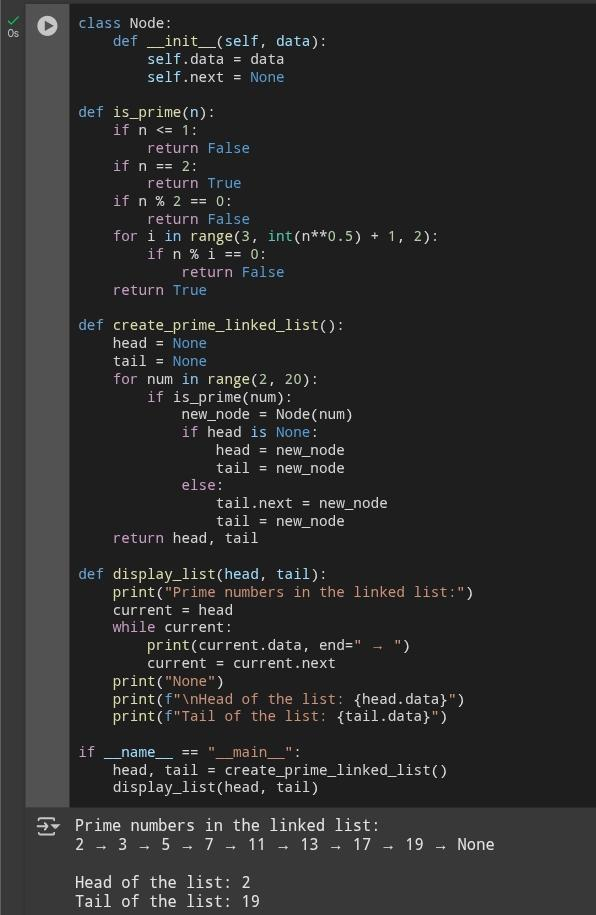 0s
class Node:
    def __init__(self, data):
        self.data = data
        self.next = None

def is_prime(n):
    if n <= 1:
        return False
    if n == 2:
        return True
    if n % 2 == 0:
        return False
    for i in range(3, int(n**0.5) + 1, 2):
        if n % i == 0:
            return False
    return True

def create_prime_linked_list():
    head = None
    tail = None
    for num in range(2, 20):
        if is_prime(num):
            new_node = Node(num)
            if head is None:
                head = new_node
                tail = new_node
            else:
                tail.next = new_node
                tail = new_node
    return head, tail

def display_list(head, tail):
    print("Prime numbers in the linked list:")
    current = head
    while current:
        print(current.data, end=" → ")
        current = current.next
    print("None")
    print(f"\nHead of the list: {head.data}")
    print(f"Tail of the list: {tail.data}")

if __name__ == "__main__":
    head, tail = create_prime_linked_list()
    display_list(head, tail)
Prime numbers in the linked list:
2 → 3 → 5 → 7 → 11 → 13 → 17 → 19 → None

Head of the list: 2
Tail of the list: 19